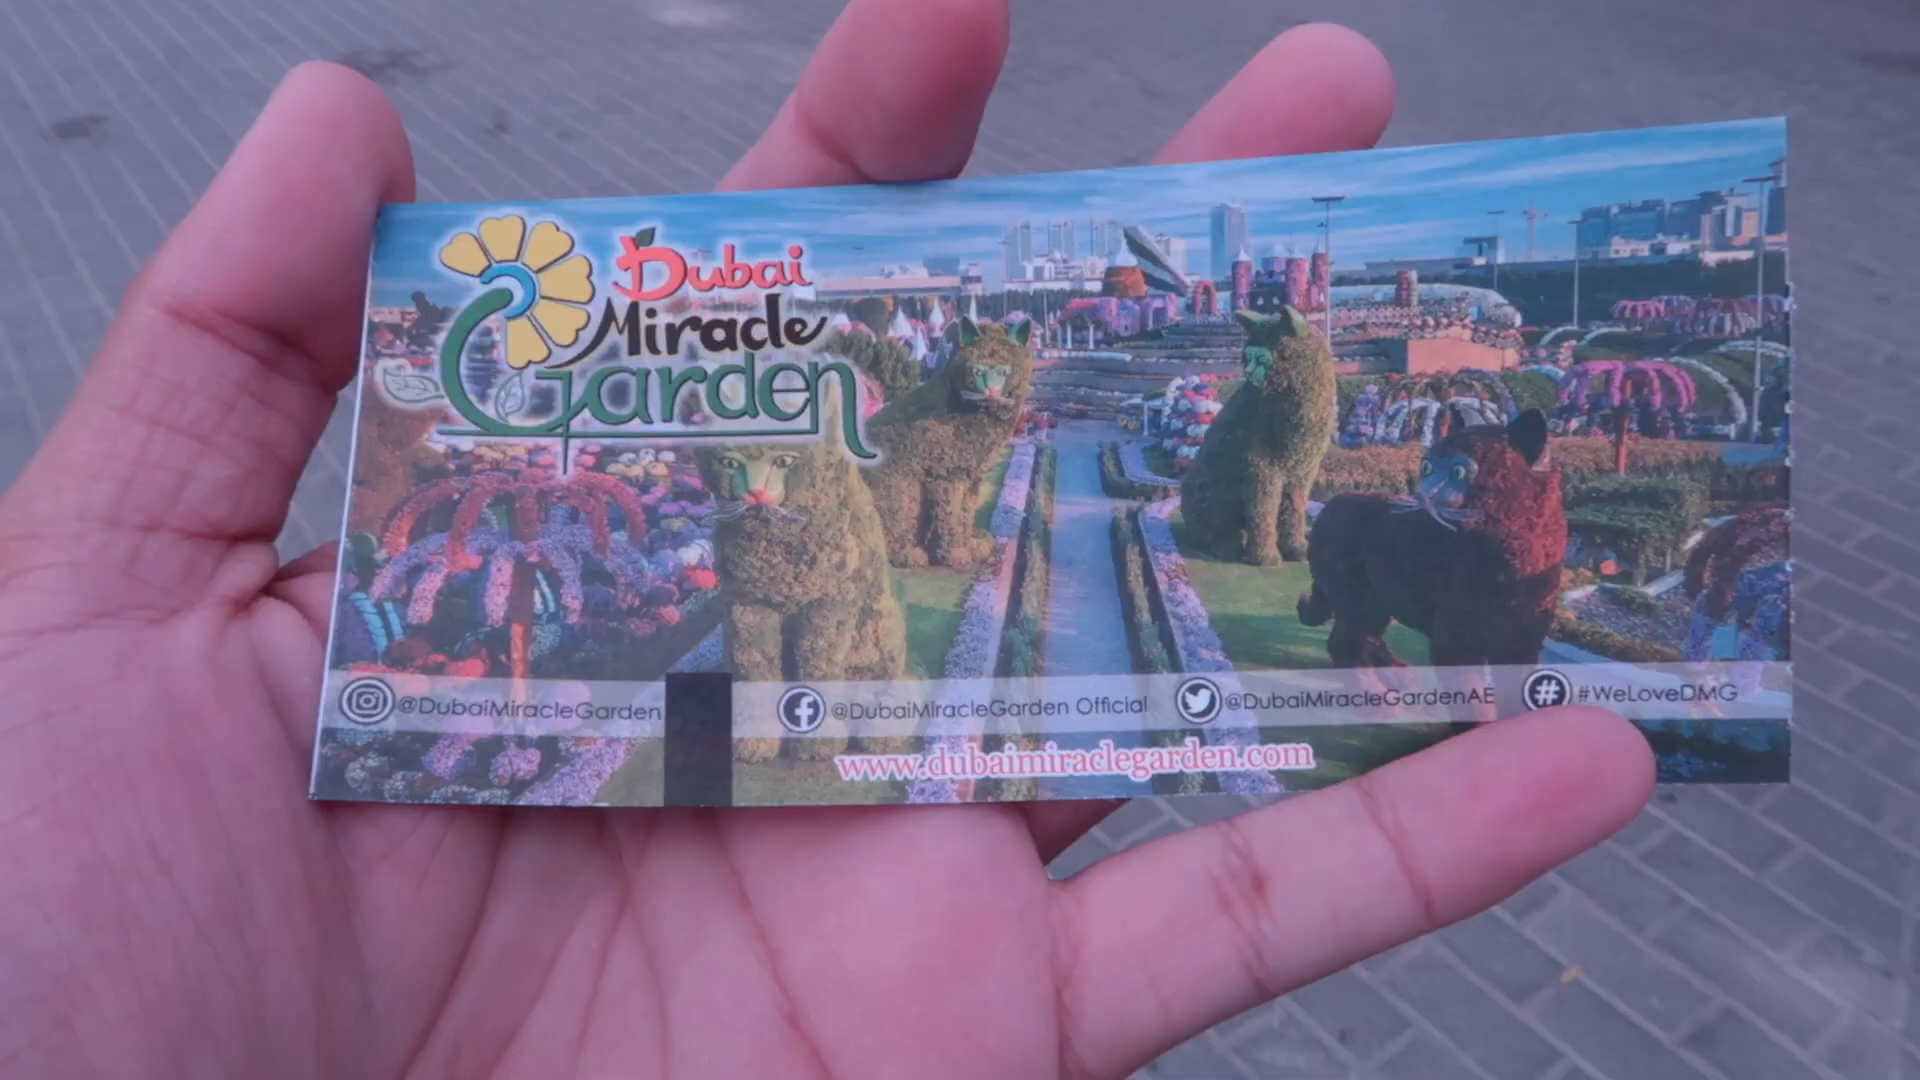 Dubai
Miracle
Garden
@DubaiMiracleGarden
@DubaiMiracleGarden Official
@DubaiMiracleGardenAE
#WeLoveDMG
www.dubaimiraclegarden.com